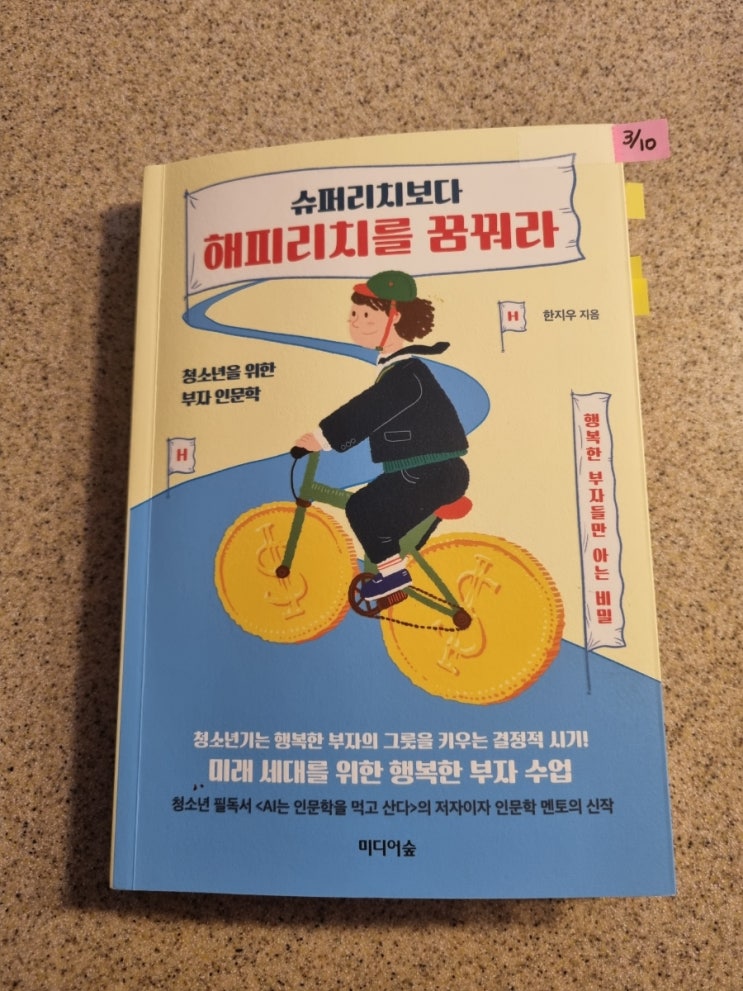 3/10
슈퍼리치보다
해피리치를 꿈꿔라
H
한지우 지음
청소년을 위한
부자 인문학
H
행복한 부자들만 아는 비밀
청소년기는 행복한 부자의 그릇을 키우는 결정적 시기!
미래 세대를 위한 행복한 부자 수업
청소년 필독서 <AI는 인문학을 먹고 산다>의 저자이자 인문학 멘토의 신작
미디어숲